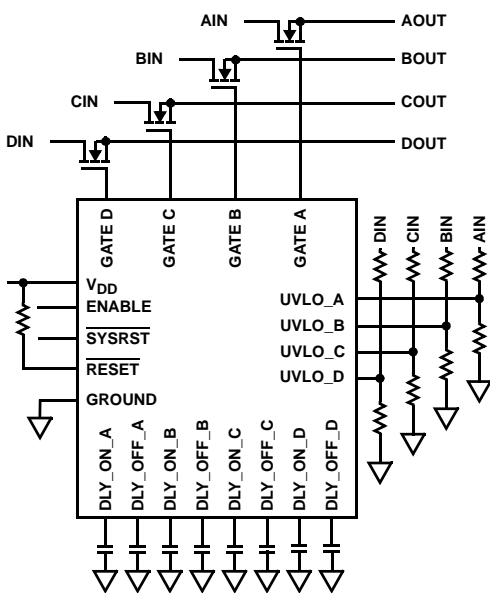 AIN
AOUT
BIN
BOUT
CIN
COUT
DIN
DOUT
GATE D
GATE C
GATE B
GATE A
DIN
CIN
BIN
AIN
VDD
ENABLE
SYSRST
RESET
GROUND
UVLO_A
UVLO_B
UVLO_C
UVLO_D
DLY_ON_A
DLY_OFF_A
DLY_ON_B
DLY_OFF_B
DLY_ON_C
DLY_OFF_C
DLY_ON_D
DLY_OFF_D